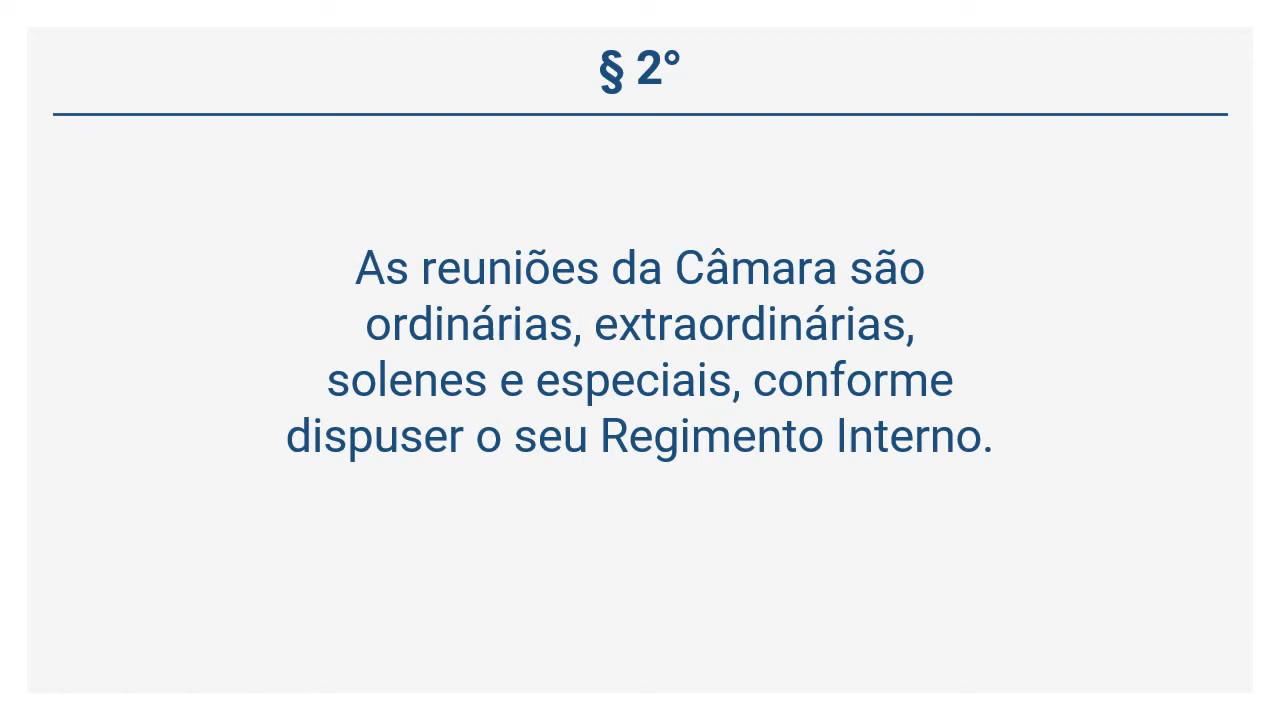 § 2°
As reuniões da Câmara são
ordinárias, extraordinárias,
solenes e especiais, conforme
dispuser o seu Regimento Interno.